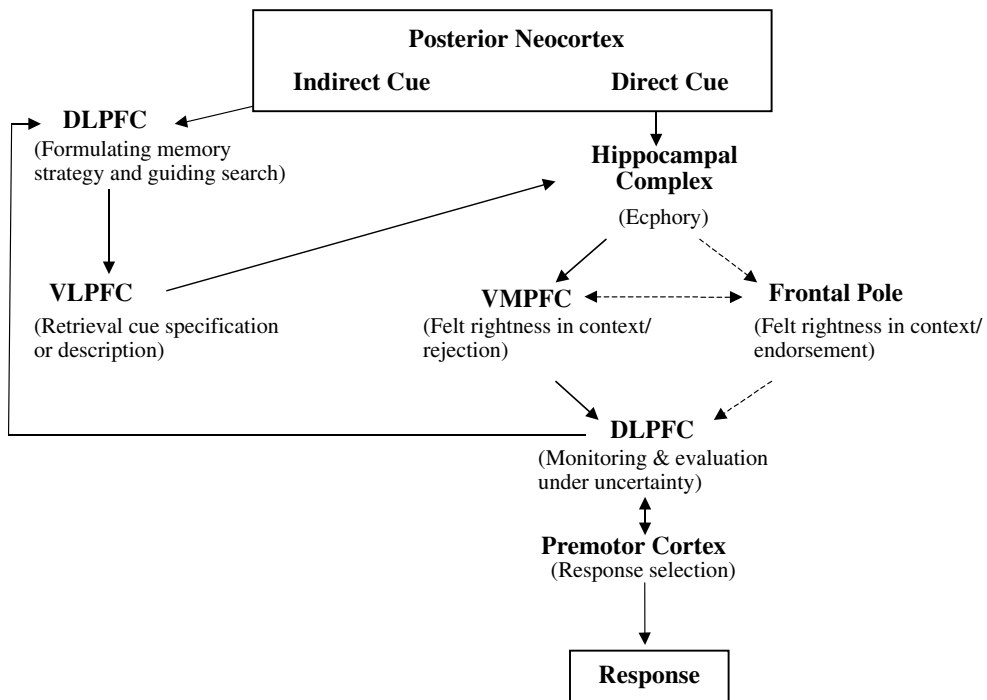 Posterior Neocortex
Indirect Cue
Direct Cue
DLPFC
(Formulating memory
strategy and guiding search)
Hippocampal
Complex
(Ecphory)
VLPFC
(Retrieval cue specification
or description)
VMPFC
(Felt rightness in context/
rejection)
Frontal Pole
(Felt rightness in context/
endorsement)
DLPFC
(Monitoring & evaluation
under uncertainty)
Premotor Cortex
(Response selection)
Response